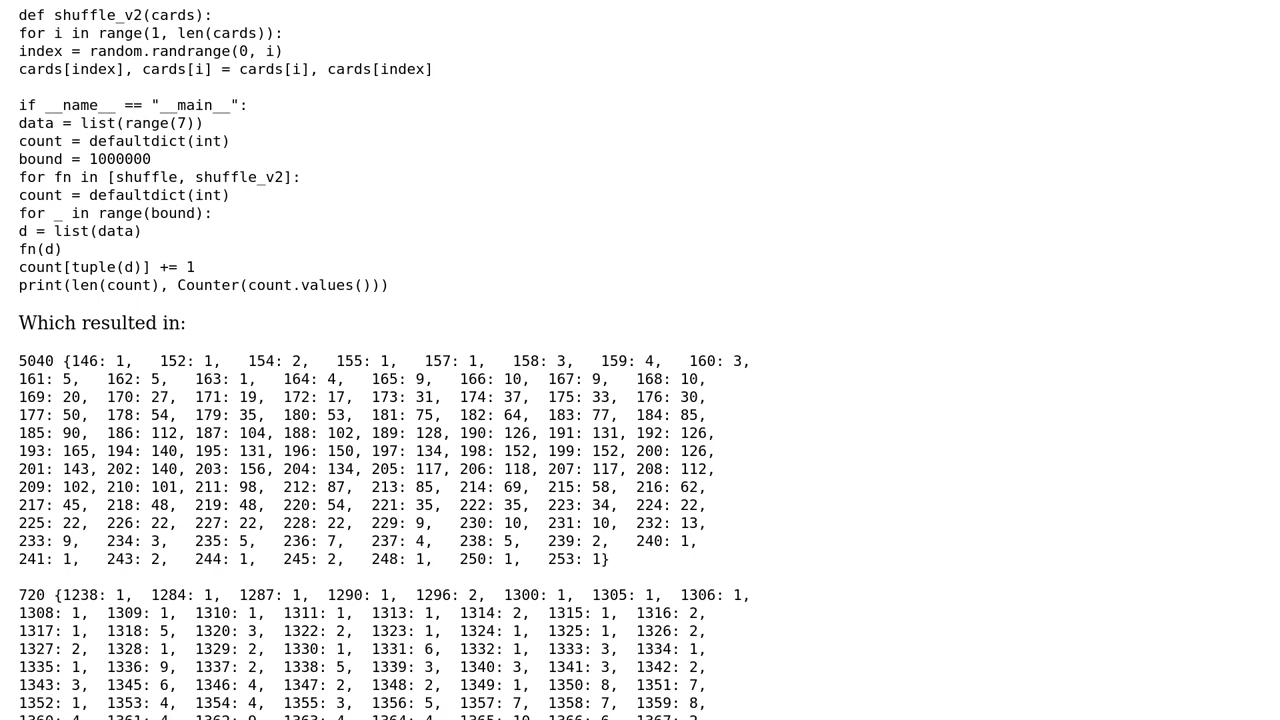 def shuffle_v2(cards):
for i in range(1, len(cards)):
index = random.randrange(0, i)
cards[index], cards[i] = cards[i], cards[index]
if __name__ == "__main__":
data = list(range(7))
count = defaultdict(int)
bound = 1000000
for fn in [shuffle, shuffle_v2]:
count = defaultdict(int)
for _ in range(bound):
d = list(data)
fn(d)
count[tuple(d)] += 1
print(len(count), Counter(count.values()))
Which resulted in:
5040 {146: 1,   152: 1,   154: 2,   155: 1,   157: 1,   158: 3,   159: 4,   160: 3,
161: 5,   162: 5,   163: 1,   164: 4,   165: 9,   166: 10,  167: 9,   168: 10,
169: 20,  170: 27,  171: 19,  172: 17,  173: 31,  174: 37,  175: 33,  176: 30,
177: 50,  178: 54,  179: 35,  180: 53,  181: 75,  182: 64,  183: 77,  184: 85,
185: 90,  186: 112, 187: 104, 188: 102, 189: 128, 190: 126, 191: 131, 192: 126,
193: 165, 194: 140, 195: 131, 196: 150, 197: 134, 198: 152, 199: 152, 200: 126,
201: 143, 202: 140, 203: 156, 204: 134, 205: 117, 206: 118, 207: 117, 208: 112,
209: 102, 210: 101, 211: 98,  212: 87,  213: 85,  214: 69,  215: 58,  216: 62,
217: 45,  218: 48,  219: 48,  220: 54,  221: 35,  222: 35,  223: 34,  224: 22,
225: 22,  226: 22,  227: 22,  228: 22,  229: 9,   230: 10,  231: 10,  232: 13,
233: 9,   234: 3,   235: 5,   236: 7,   237: 4,   238: 5,   239: 2,   240: 1,
241: 1,   243: 2,   244: 1,   245: 2,   248: 1,   250: 1,   253: 1}
720 {1238: 1,  1284: 1,  1287: 1,  1290: 1,  1296: 2,  1300: 1,  1305: 1,  1306: 1,
1308: 1,  1309: 1,  1310: 1,  1311: 1,  1313: 1,  1314: 2,  1315: 1,  1316: 2,
1317: 1,  1318: 5,  1320: 3,  1322: 2,  1323: 1,  1324: 1,  1325: 1,  1326: 2,
1327: 2,  1328: 1,  1329: 2,  1330: 1,  1331: 6,  1332: 1,  1333: 3,  1334: 1,
1335: 1,  1336: 9,  1337: 2,  1338: 5,  1339: 3,  1340: 3,  1341: 3,  1342: 2,
1343: 3,  1345: 6,  1346: 4,  1347: 2,  1348: 2,  1349: 1,  1350: 8,  1351: 7,
1352: 1,  1353: 4,  1354: 4,  1355: 3,  1356: 5,  1357: 7,  1358: 7,  1359: 8,